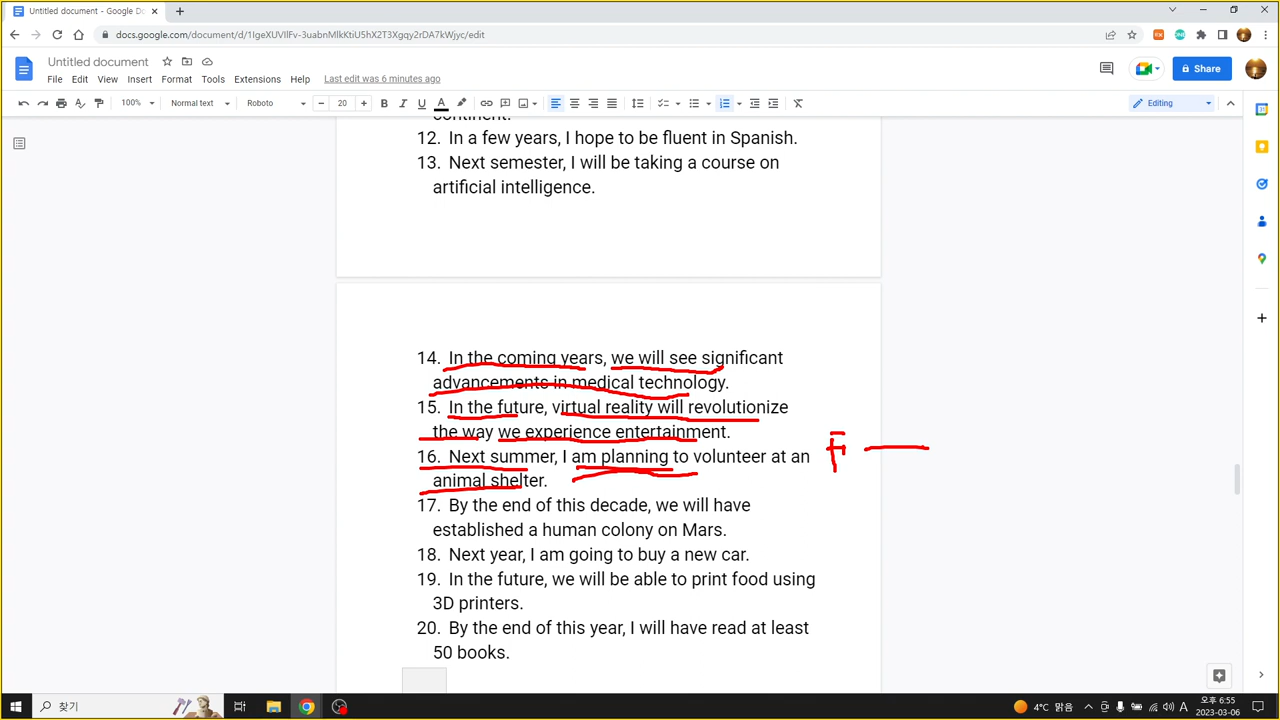 Untitled document - Google Do
docs.google.com/document/d/1IgeXUVIlFv-3uabnMlkKtiU5hX2T3Xgqy2rDA7kWjyc/edit
Untitled document
File Edit View Insert Format Tools Extensions Help Last edit was 6 minutes ago
Share
100% Normal text Roboto 20 B I U A Editing
continent.
12. In a few years, I hope to be fluent in Spanish.
13. Next semester, I will be taking a course on
artificial intelligence.
14. In the coming years, we will see significant
advancements in medical technology.
15. In the future, virtual reality will revolutionize
the way we experience entertainment.
16. Next summer, I am planning to volunteer at an
animal shelter.
17. By the end of this decade, we will have
established a human colony on Mars.
18. Next year, I am going to buy a new car.
19. In the future, we will be able to print food using
3D printers.
20. By the end of this year, I will have read at least
50 books.
찾기
4°C 맑음 A 오후 6:55
2023-03-06